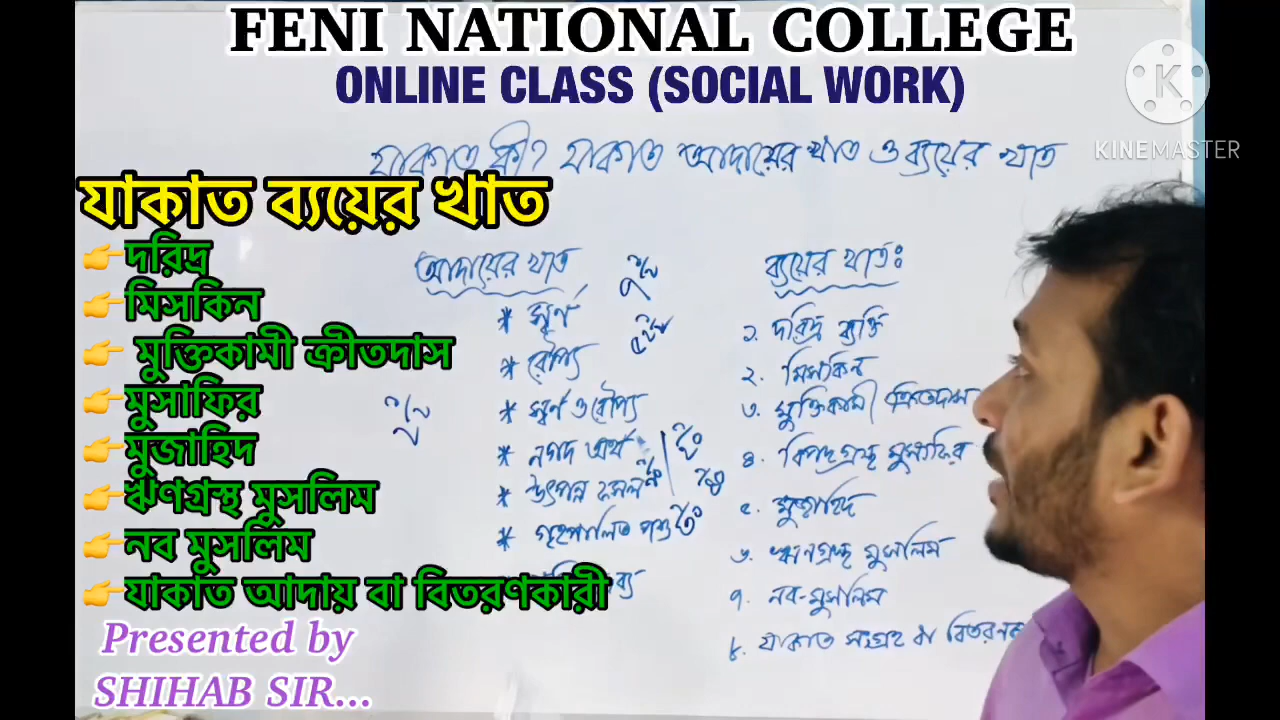 FENI NATIONAL COLLEGE
ONLINE CLASS (SOCIAL WORK)
KINEMASTER
যাকাত কী? যাকাত আদায়ের খাত ও ব্যয়ের খাত
যাকাত ব্যয়ের খাত
👉দরিদ্র
👉মিসকিন
👉 মুক্তিকামী ক্রীতদাস
👉মুসাফির
👉মুজাহিদ
👉ঋণগ্রস্থ মুসলিম
👉নব মুসলিম
👉যাকাত আদায় বা বিতরণকারী
Presented by
SHIHAB SIR...
আদায়ের খাত
* স্বর্ণ
* রৌপ্য
* স্বর্ণ ও রৌপ্য
* নগদ অর্থ
* উৎপন্ন ফসল
* গৃহপালিত পশু
ব্যয়ের খাতঃ
১. দরিদ্র ব্যক্তি
২. মিসকিন
৩. মুক্তিকামী ক্রিতদাস
৪. বিপদগ্রস্থ মুসাফির
৫. মুজাহিদ
৬. ঋনগ্রস্থ মুসলিম
৭. নব-মুসলিম
৮. যাকাত সংগ্রহ বা